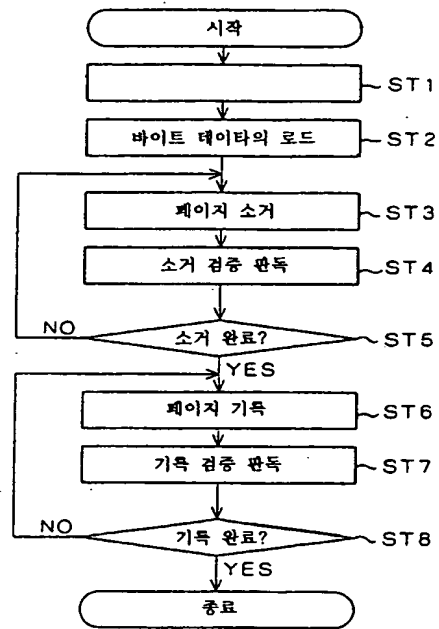 시작
ST1
바이트 데이타의 로드
ST2
페이지 소거
ST3
소거 검증 판독
ST4
소거 완료?
NO
ST5
YES
페이지 기록
ST6
기록 검증 판독
ST7
기록 완료?
NO
ST8
YES
종료